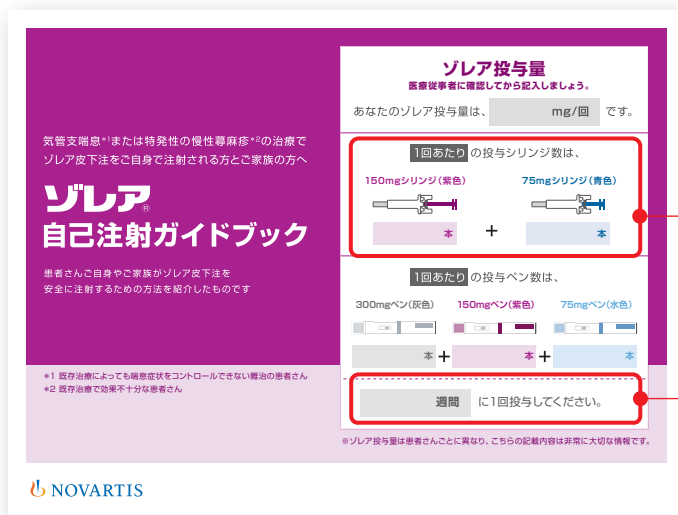 気管支喘息*1または特発性の慢性蕁麻疹*2の治療で
ゾレア皮下注をご自身で注射される方とご家族の方へ
ゾレア®
自己注射ガイドブック
患者さんご自身やご家族がゾレア皮下注を
安全に注射するための方法を紹介したものです
*1 既存治療によっても喘息症状をコントロールできない難治の患者さん
*2 既存治療で効果不十分な患者さん
ゾレア投与量
医療従事者に確認してから記入しましょう。
あなたのゾレア投与量は、 mg/回 です。
1回あたり の投与シリンジ数は、
150mgシリンジ(紫色) 75mgシリンジ(青色)
本 + 本
1回あたり の投与ペン数は、
300mgペン(灰色) 150mgペン(紫色) 75mgペン(水色)
本 + 本 + 本
週間 に1回投与してください。
※ゾレア投与量は患者さんごとに異なり、こちらの記載内容は非常に大切な情報です。
NOVARTIS